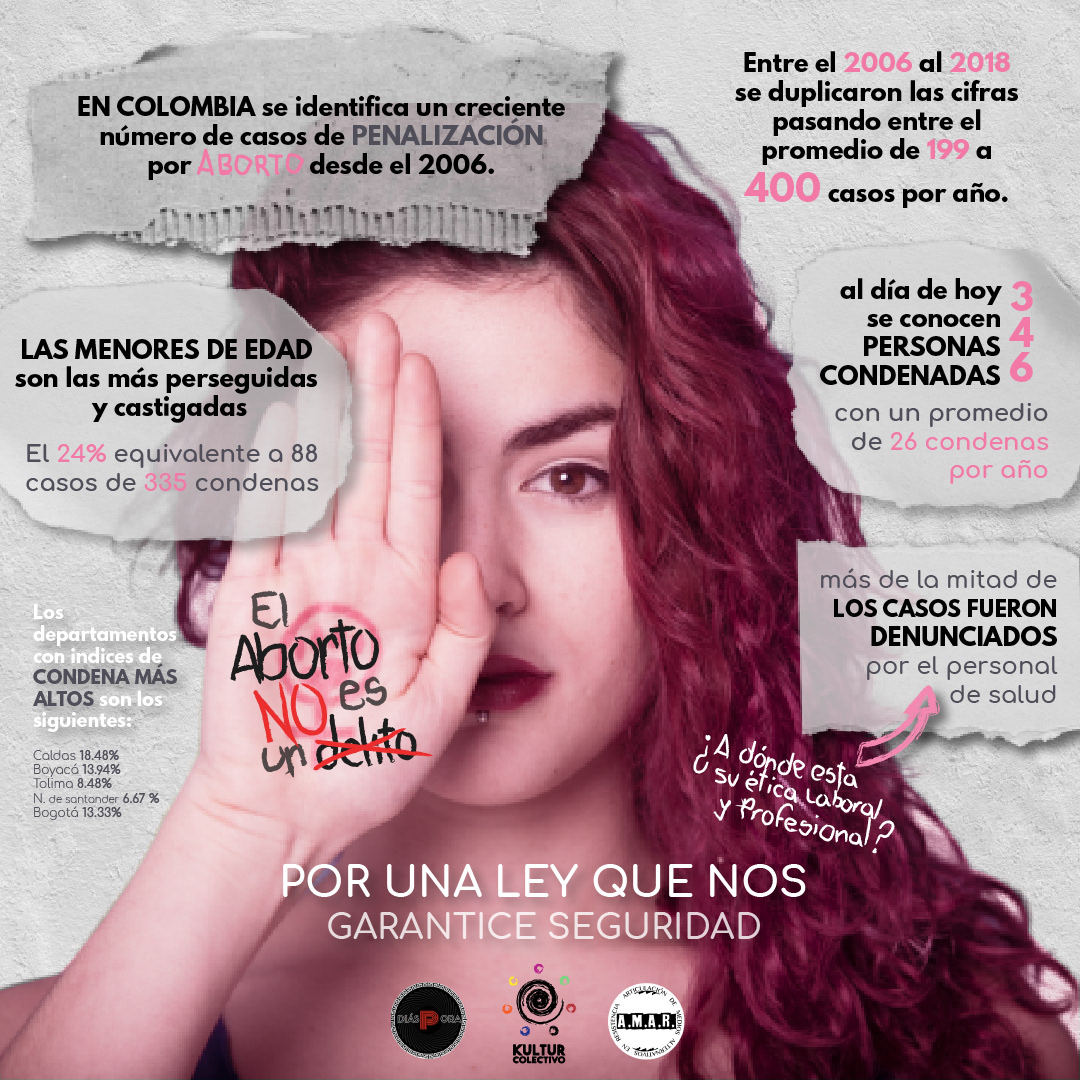 EN COLOMBIA se identifica un creciente
número de casos de PENALIZACIÓN
por ABORTO desde el 2006.
Entre el 2006 al 2018
se duplicaron las cifras
pasando entre el
promedio de 199 a
400 casos por año.
al día de hoy
se conocen
PERSONAS
CONDENADAS
3
4
6
con un promedio
de 26 condenas
por año
LAS MENORES DE EDAD
son las más perseguidas
y castigadas
El 24% equivalente a 88
casos de 335 condenas
más de la mitad de
LOS CASOS FUERON
DENUNCIADOS
por el personal
de salud
¿A dónde esta
su ética Laboral
y Profesional?
El
Aborto
NO es
un delito
Los
departamentos
con indices de
CONDENA MÁS
ALTOS son los
siguientes:
Caldas 18.48%
Boyacá 13.94%
Tolima 8.48%
N. de santander 6.67 %
Bogotá 13.33%
POR UNA LEY QUE NOS
GARANTICE SEGURIDAD
DIÁSPORA
KULTUR
COLECTIVO
ARTICULACIÓN DE MEDIOS ALTERNATIVOS EN RESISTENCIA
A.M.A.R.